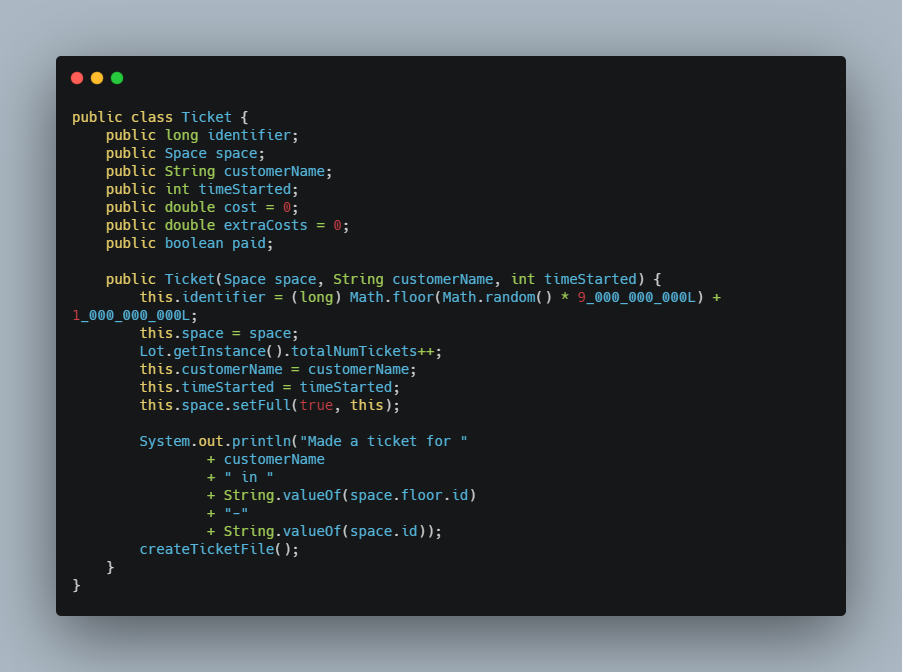 public class Ticket {
    public long identifier;
    public Space space;
    public String customerName;
    public int timeStarted;
    public double cost = 0;
    public double extraCosts = 0;
    public boolean paid;

    public Ticket(Space space, String customerName, int timeStarted) {
        this.identifier = (long) Math.floor(Math.random() * 9_000_000_000L) +
1_000_000_000L;
        this.space = space;
        Lot.getInstance().totalNumTickets++;
        this.customerName = customerName;
        this.timeStarted = timeStarted;
        this.space.setFull(true, this);

        System.out.println("Made a ticket for "
                + customerName
                + " in "
                + String.valueOf(space.floor.id)
                + "-"
                + String.valueOf(space.id));
        createTicketFile();
    }
}